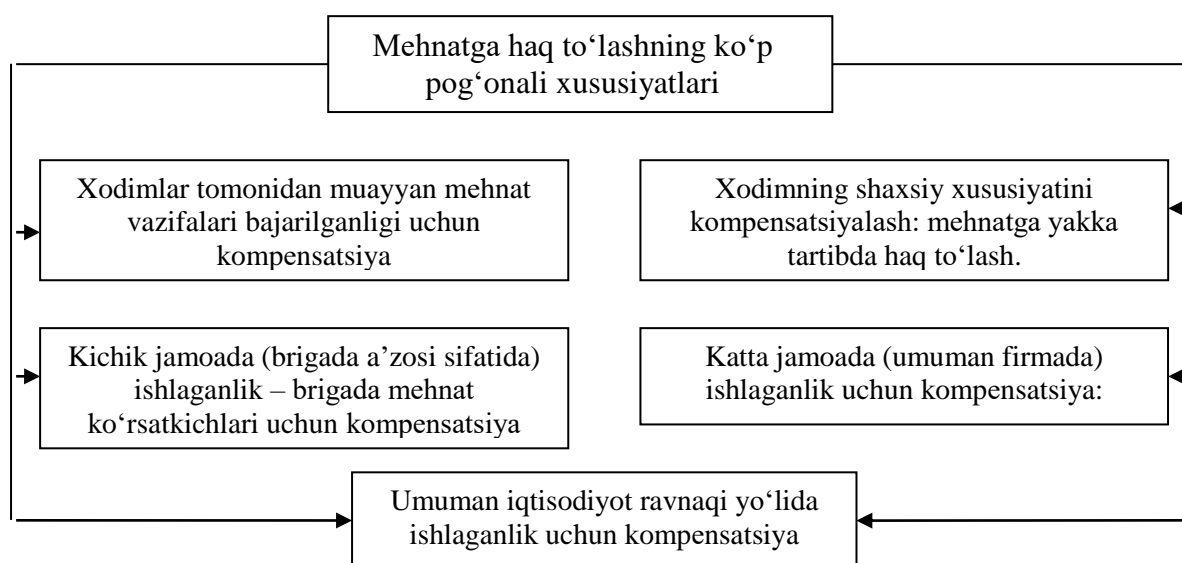 Mehnatga haq to‘lashning ko‘p
pog‘onali xususiyatlari
Xodimlar tomonidan muayyan mehnat
vazifalari bajarilganligi uchun
kompensatsiya
Xodimning shaxsiy xususiyatini
kompensatsiyalash: mehnatga yakka
tartibda haq to‘lash.
Kichik jamoada (brigada a’zosi sifatida)
ishlaganlik – brigada mehnat
ko‘rsatkichlari uchun kompensatsiya
Katta jamoada (umuman firmada)
ishlaganlik uchun kompensatsiya:
Umuman iqtisodiyot ravnaqi yo‘lida
ishlaganlik uchun kompensatsiya